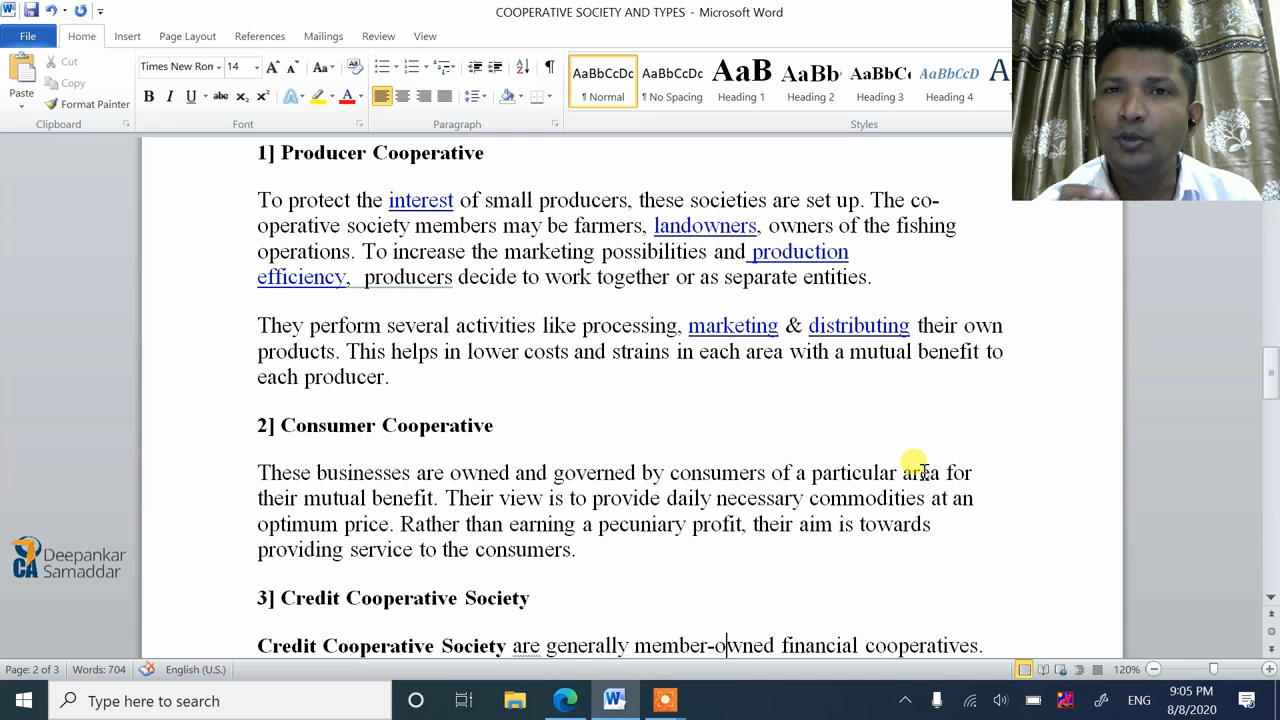 COOPERATIVE SOCIETY AND TYPES - Microsoft Word
File Home Insert Page Layout References Mailings Review View
Times New Ron 14 Aa
Paste
Cut
Copy
Format Painter
B I U abc X₂ X² A A
AaBbCcDc AaBbCcDc AaB AaBb AaBbC AaBbCcD A
¶ Normal ¶ No Spacing Heading 1 Heading 2 Heading 3 Heading 4
Clipboard Font Paragraph Styles
1] Producer Cooperative
To protect the interest of small producers, these societies are set up. The co-
operative society members may be farmers, landowners, owners of the fishing
operations. To increase the marketing possibilities and production
efficiency,  producers decide to work together or as separate entities.
They perform several activities like processing, marketing & distributing their own
products. This helps in lower costs and strains in each area with a mutual benefit to
each producer.
2] Consumer Cooperative
These businesses are owned and governed by consumers of a particular area for
their mutual benefit. Their view is to provide daily necessary commodities at an
optimum price. Rather than earning a pecuniary profit, their aim is towards
providing service to the consumers.
CA Deepankar
Samaddar
3] Credit Cooperative Society
Credit Cooperative Society are generally member-owned financial cooperatives.
Page: 2 of 3 Words: 704 English (U.S.) 120%
Type here to search
ENG
9:05 PM
8/8/2020